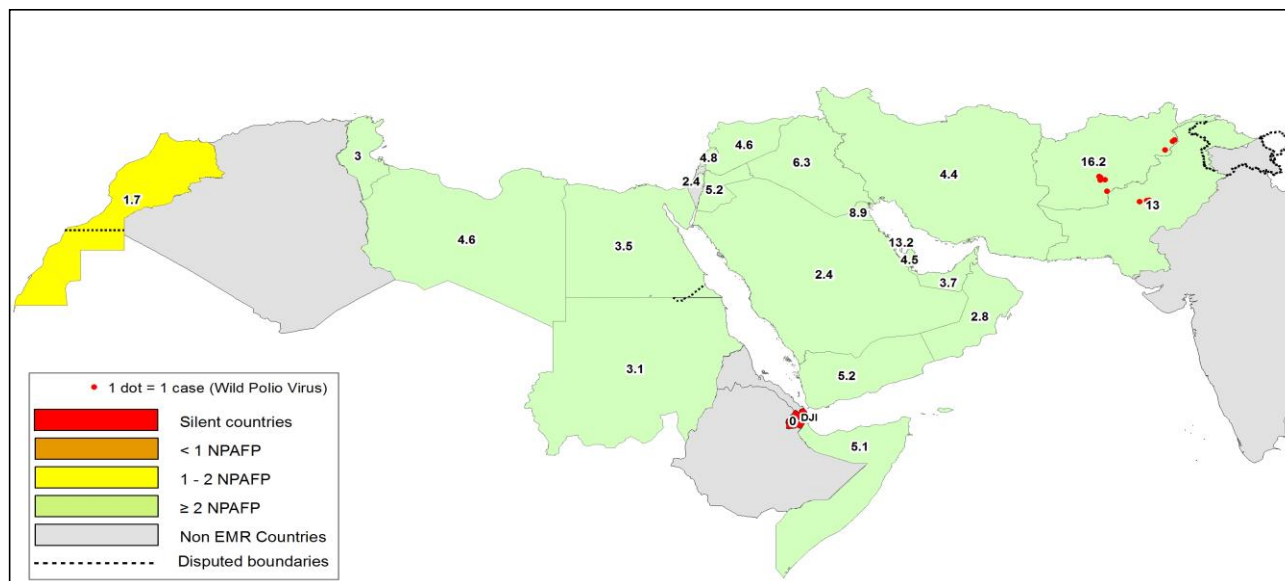 3
4.8
4.6
6.3
1.7
2.4
5.2
4.4
16.2
13
8.9
4.6
3.5
13.2
4.5
2.4
3.7
2.8
3.1
5.2
0
DJI
5.1
1 dot = 1 case (Wild Polio Virus)
Silent countries
< 1 NPAFP
1 - 2 NPAFP
≥ 2 NPAFP
Non EMR Countries
Disputed boundaries